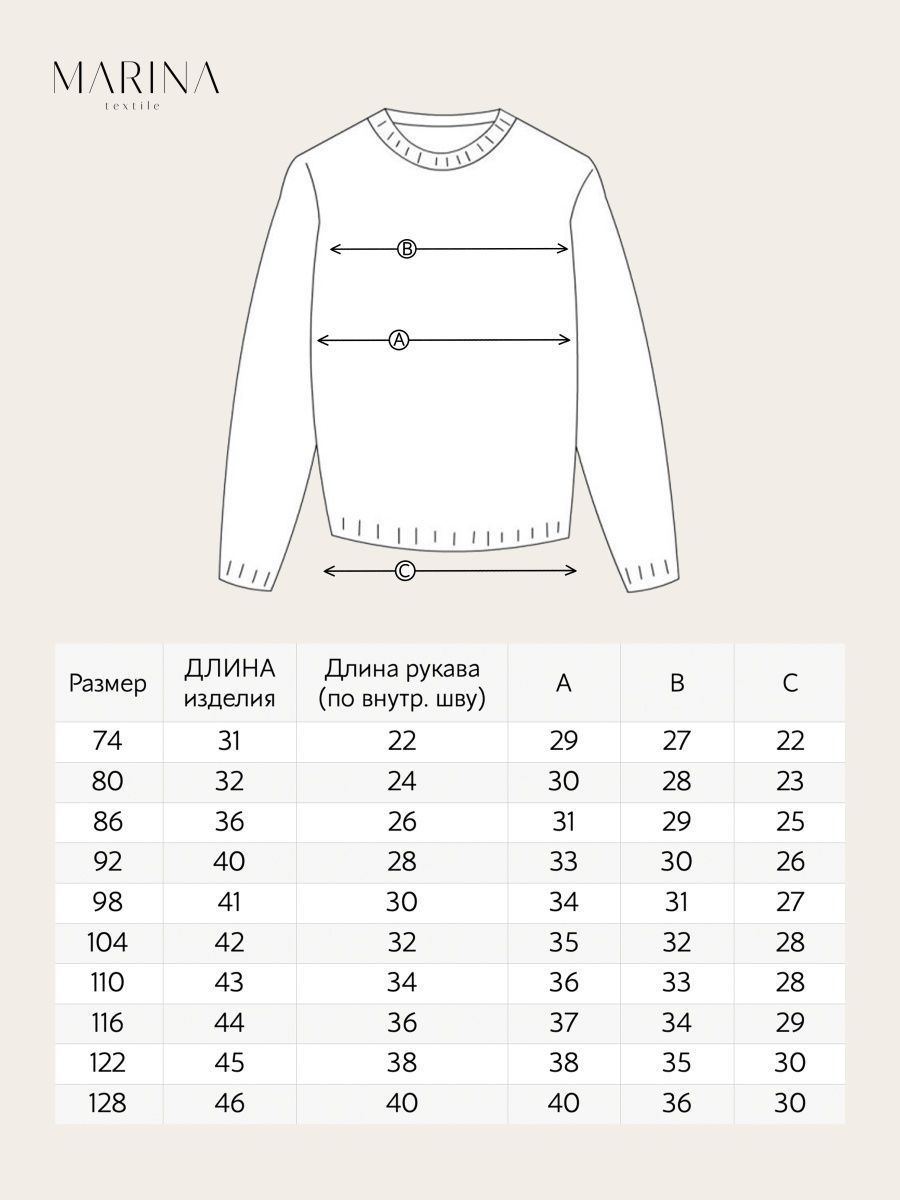 MARINA
textile
B
A
C
Размер ДЛИНА изделия Длина рукава (по внутр. шву) A B C
74 31 22 29 27 22
80 32 24 30 28 23
86 36 26 31 29 25
92 40 28 33 30 26
98 41 30 34 31 27
104 42 32 35 32 28
110 43 34 36 33 28
116 44 36 37 34 29
122 45 38 38 35 30
128 46 40 40 36 30